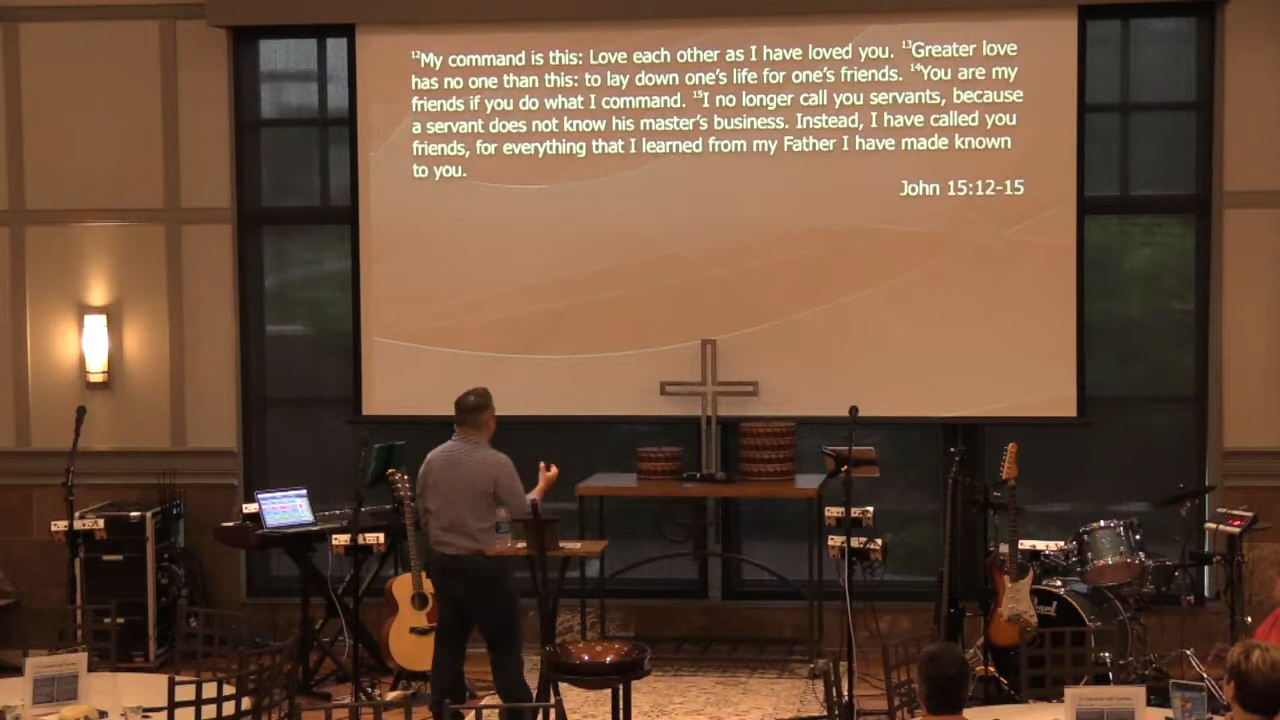 ¹²My command is this: Love each other as I have loved you. ¹³Greater love
has no one than this: to lay down one's life for one's friends. ¹⁴You are my
friends if you do what I command. ¹⁵I no longer call you servants, because
a servant does not know his master's business. Instead, I have called you
friends, for everything that I learned from my Father I have made known
to you.
John 15:12-15